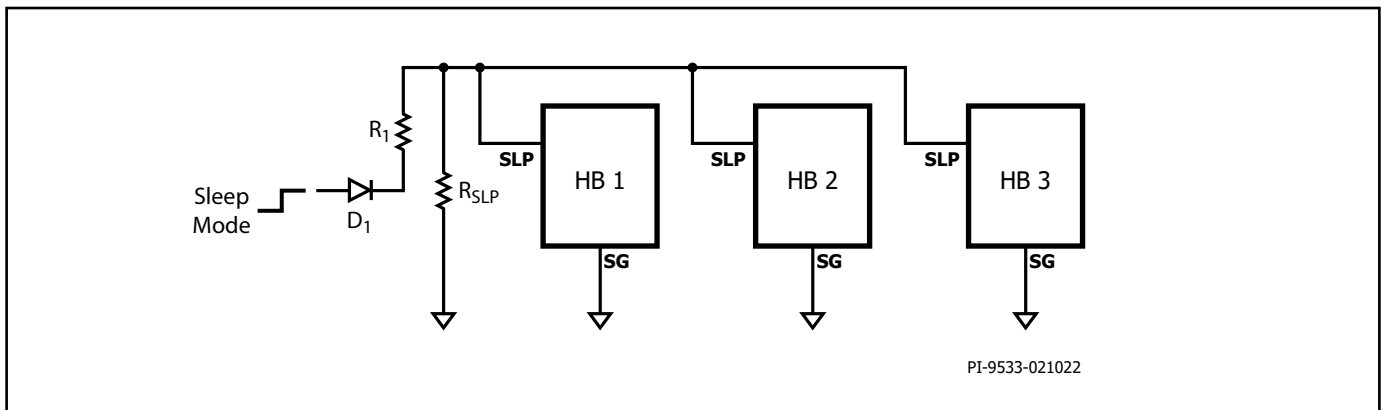 R1
RSLP
Sleep
Mode
D1
SLP
HB 1
SG
SLP
HB 2
SG
SLP
HB 3
SG
PI-9533-021022